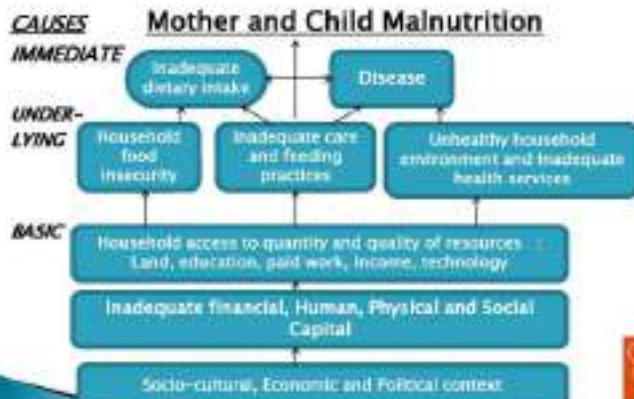 CAUSES
Mother and Child Malnutrition
IMMEDIATE
Inadequate
dietary intake
Disease
UNDER-
LYING
Household
food
insecurity
Inadequate care
and feeding
practices
Unhealthy household
environment and Inadequate
health services
BASIC
Household access to quantity and quality of resources :
Land, education, paid work, income, technology
Inadequate financial, Human, Physical and Social
Capital
Socio-cultural, Economic and Political context